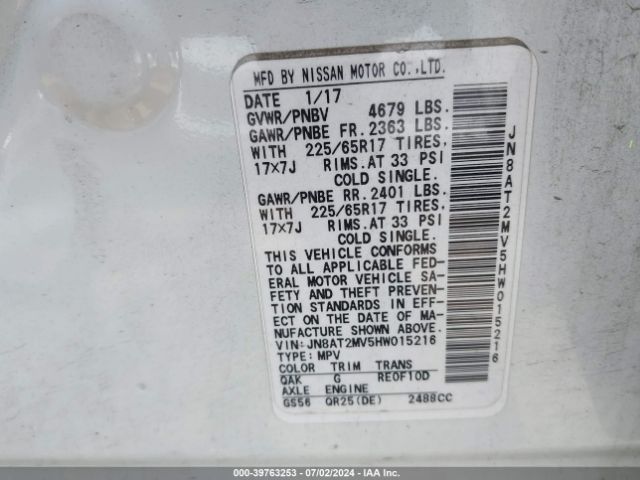 MFD BY NISSAN MOTOR CO.,LTD.
DATE 1/17
GVWR/PNBV 4679 LBS.
GAWR/PNBE FR. 2363 LBS.
WITH 225/65R17 TIRES.
17×7J RIMS.AT 33 PSI
COLD SINGLE.
GAWR/PNBE RR. 2401 LBS.
WITH 225/65R17 TIRES.
17×7J RIMS.AT 33 PSI
COLD SINGLE.
THIS VEHICLE CONFORMS
TO ALL APPLICABLE FED-
ERAL MOTOR VEHICLE SA-
FETY AND THEFT PREVEN-
TION STANDARDS IN EFF-
ECT ON THE DATE OF MA-
NUFACTURE SHOWN ABOVE.
VIN: JN8AT2MV5HW015216
TYPE: MPV
COLOR TRIM TRANS
QAK G RE0F10D
AXLE ENGINE
GS56 QR25(DE) 2488CC
JN8AT2MV5HW015216
000-39763253 - 07/02/2024 - IAA Inc.